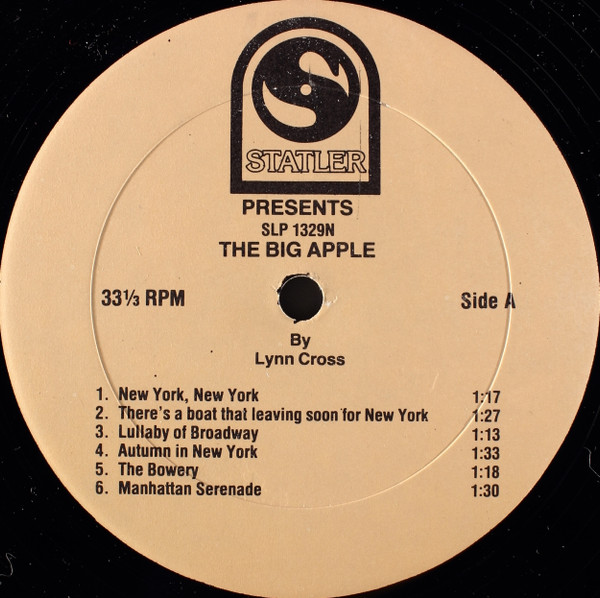 STATLER
PRESENTS
SLP 1329N
THE BIG APPLE
33⅓ RPM
Side A
By
Lynn Cross
1. New York, New York 1:17
2. There's a boat that leaving soon for New York 1:27
3. Lullaby of Broadway 1:13
4. Autumn in New York 1:33
5. The Bowery 1:18
6. Manhattan Serenade 1:30